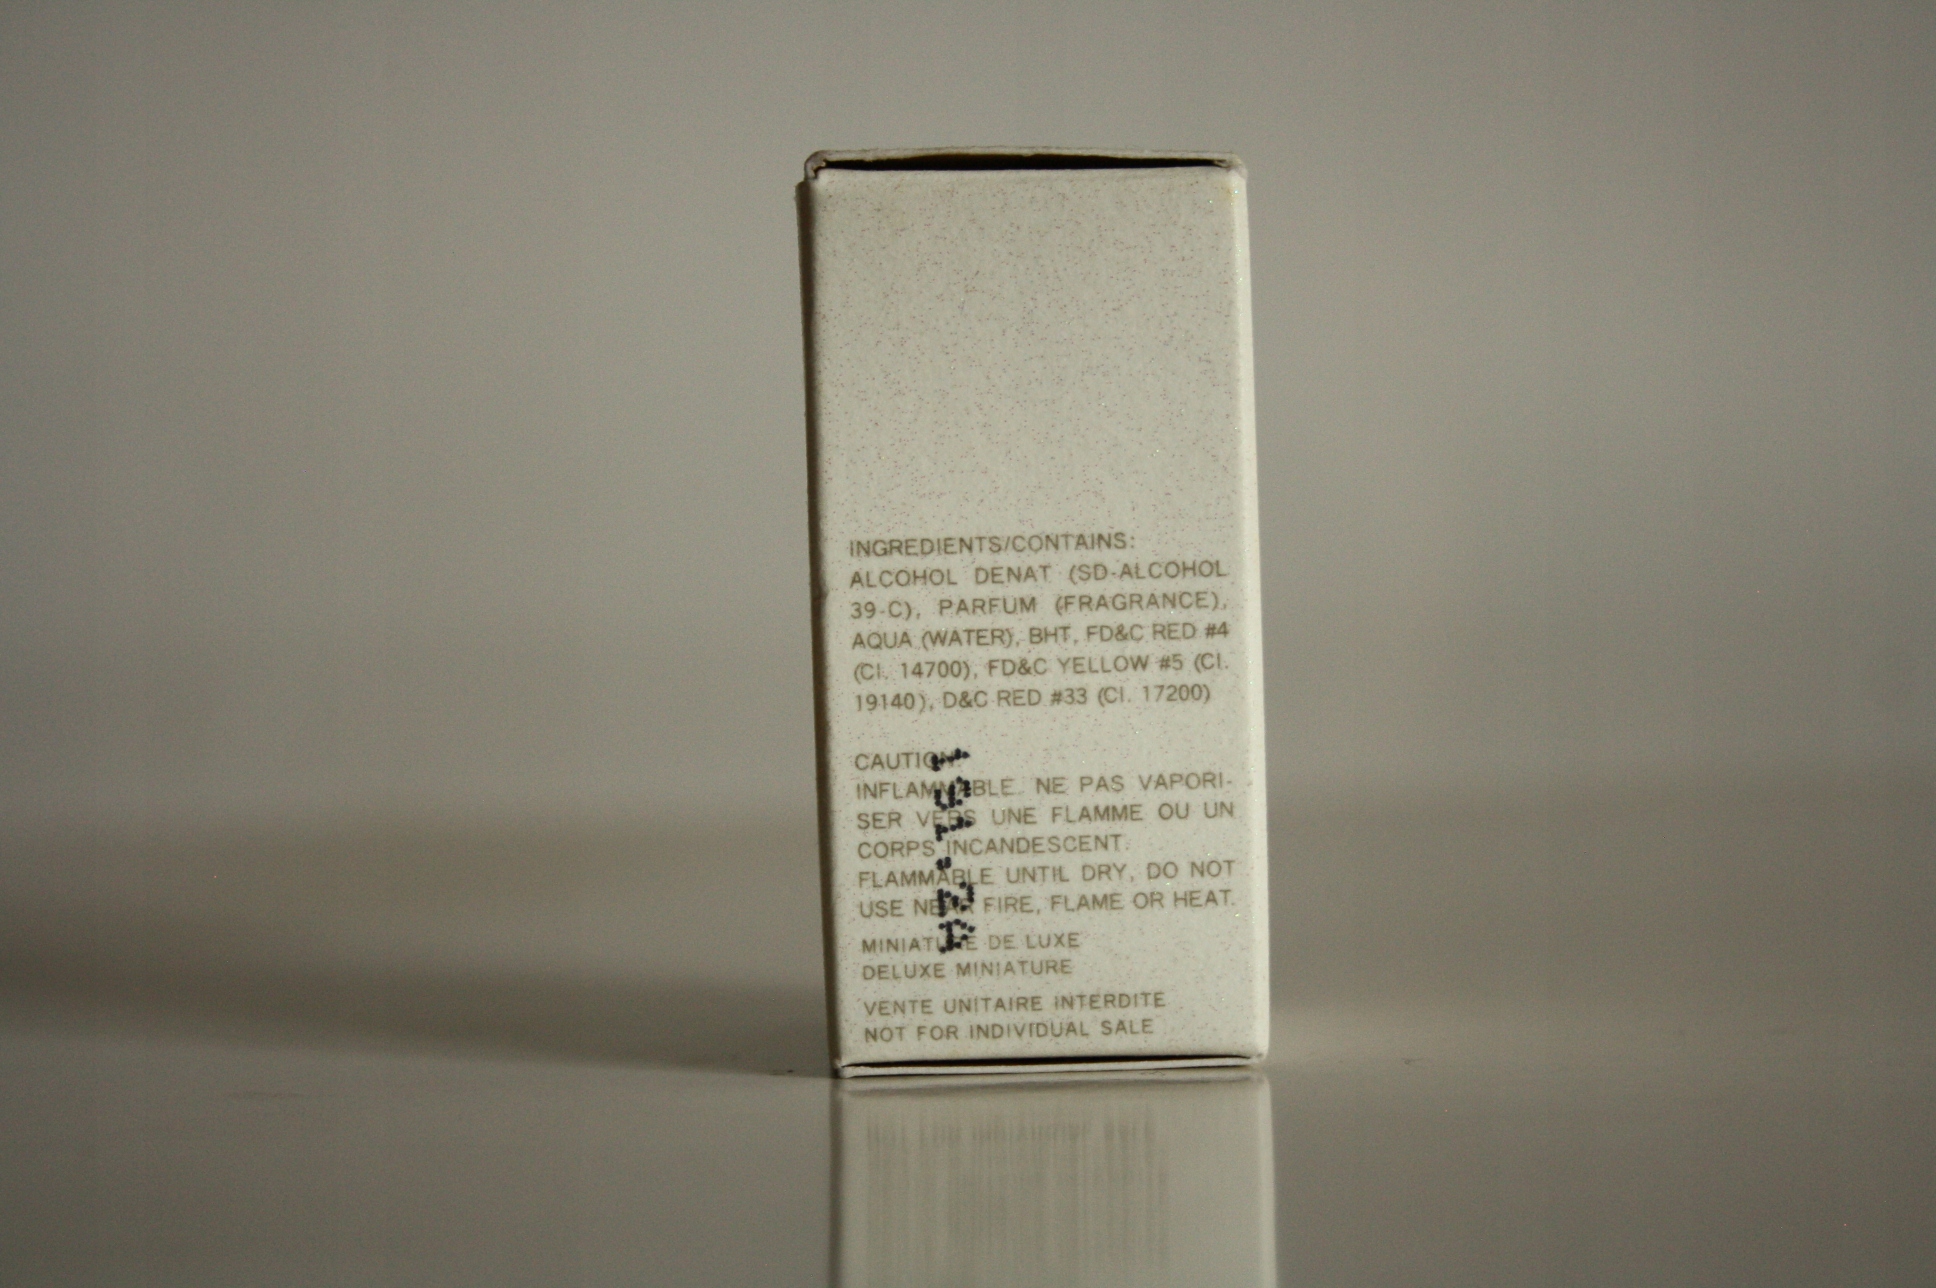 INGREDIENTS/CONTAINS:
ALCOHOL DENAT (SD-ALCOHOL
39-C), PARFUM (FRAGRANCE),
AQUA (WATER), BHT, FD&C RED #4
(CI. 14700), FD&C YELLOW #5 (CI.
19140), D&C RED #33 (CI. 17200)
CAUTION
INFLAMMABLE. NE PAS VAPORI-
SER VERS UNE FLAMME OU UN
CORPS INCANDESCENT.
FLAMMABLE UNTIL DRY, DO NOT
USE NEAR FIRE, FLAME OR HEAT.
MINIATURE DE LUXE
DELUXE MINIATURE
VENTE UNITAIRE INTERDITE
NOT FOR INDIVIDUAL SALE